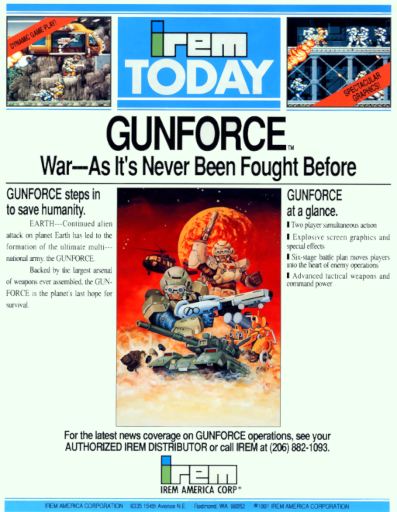 DYNAMIC GAME PLAY!
irem
TODAY
SPECTACULAR
GRAPHICS!
GUNFORCE™
War---As It's Never Been Fought Before
GUNFORCE steps in
to save humanity.
EARTH---Continued alien
attack on planet Earth has led to the
formation of the ultimate multi---
national army, the GUNFORCE.
Backed by the largest arsenal
of weapons ever assembled, the GUN-
FORCE is the planet's last hope for
survival.
GUNFORCE
at a glance.
Two player simultaneous action
Explosive screen graphics and
special effects
Six-stage battle plan moves players
into the heart of enemy operations
Advanced tactical weapons and
command power
For the latest news coverage on GUNFORCE operations, see your
AUTHORIZED IREM DISTRIBUTOR or call IREM at (206) 882-1093.
irem
IREM AMERICA CORP
IREM AMERICA CORPORATION 8335 154th Avenue N.E. Redmond, WA 98052 ©1991 IREM AMERICA CORPORATION